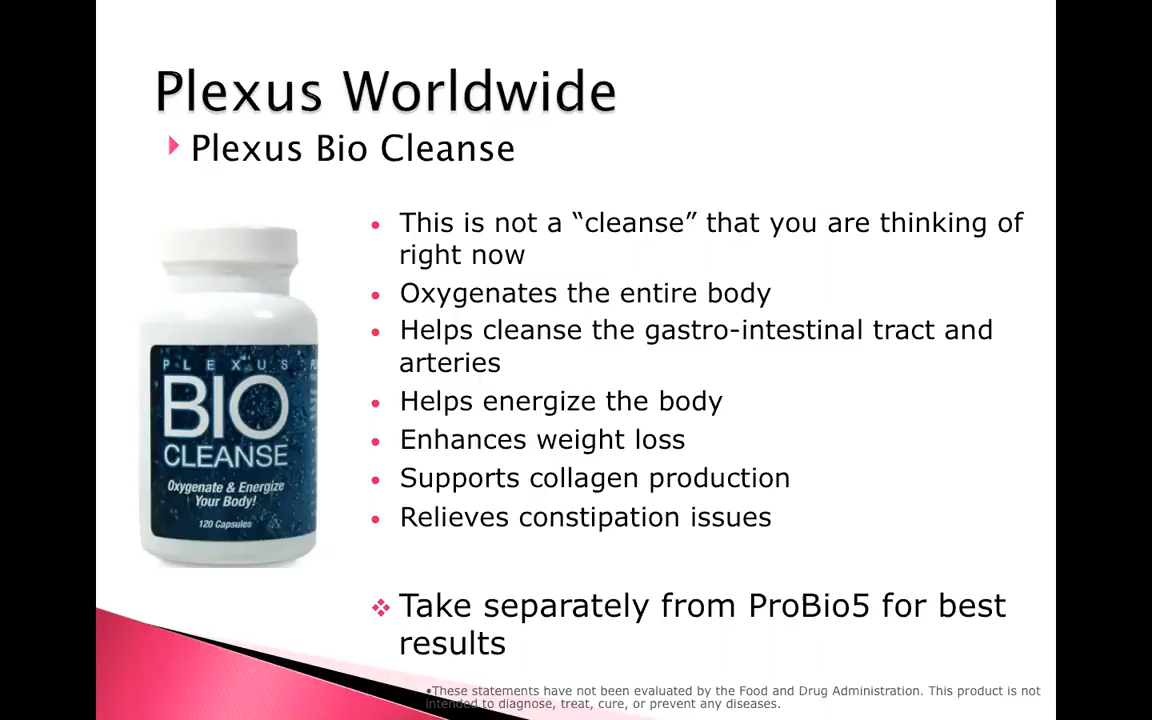 Plexus Worldwide
Plexus Bio Cleanse
• This is not a “cleanse” that you are thinking of
right now
• Oxygenates the entire body
• Helps cleanse the gastro-intestinal tract and
arteries
• Helps energize the body
• Enhances weight loss
• Supports collagen production
• Relieves constipation issues
PLEXUS
BIO
CLEANSE
Oxygenate & Energize
Your Body!
120 Capsules
❖ Take separately from ProBio5 for best
results
•These statements have not been evaluated by the Food and Drug Administration. This product is not
intended to diagnose, treat, cure, or prevent any diseases.